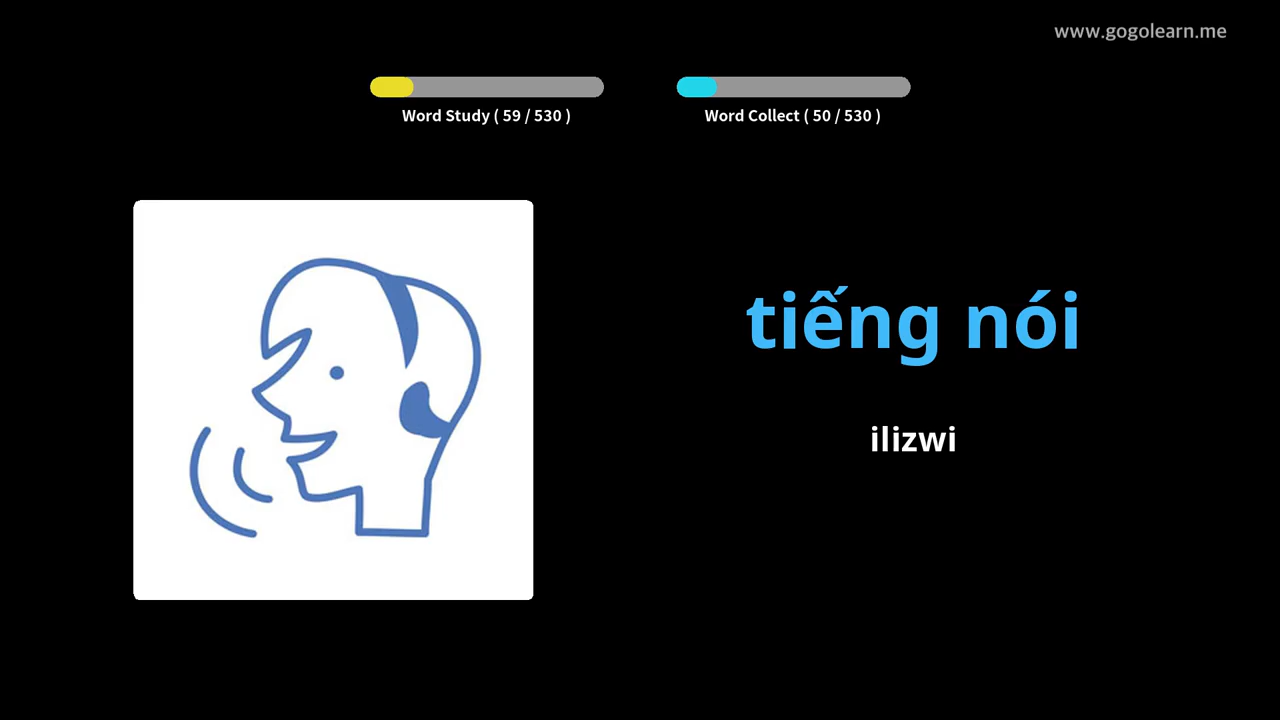 www.gogolearn.me
Word Study ( 59 / 530 )
Word Collect ( 50 / 530 )
tiếng nói
ilizwi